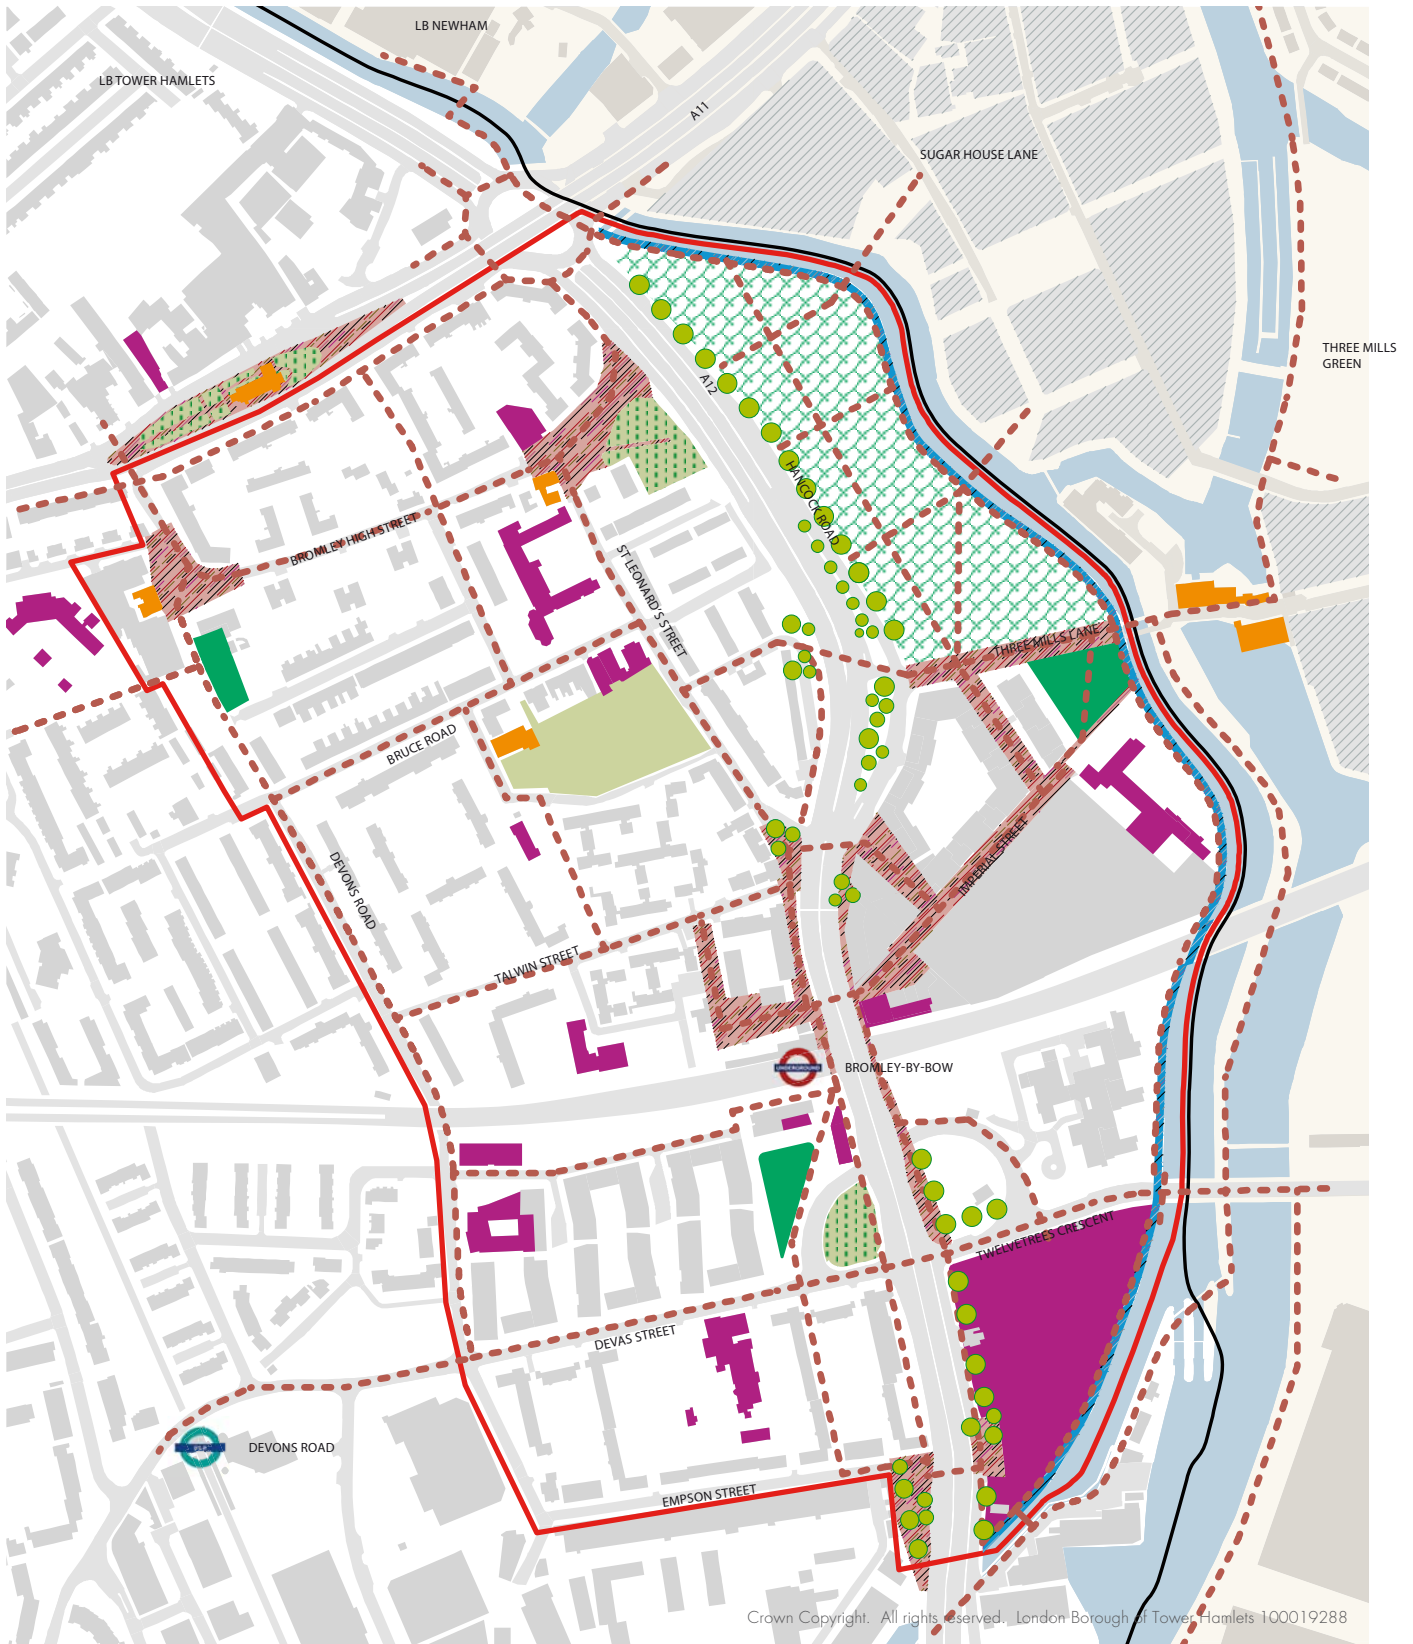 LB NEWHAM
LB TOWER HAMLETS
A11
SUGAR HOUSE LANE
THREE MILLS
GREEN
A12
HANCOCK ROAD
BROMLEY HIGH STREET
ST LEONARD'S STREET
THREE MILLS LANE
BRUCE ROAD
IMPERIAL STREET
DEVONS ROAD
TALWIN STREET
UNDERGROUND
BROMLEY-BY-BOW
TWELVETREES CRESCENT
DEVAS STREET
DEVONS ROAD
EMPSON STREET
Crown Copyright. All rights reserved. London Borough of Tower Hamlets 100019288